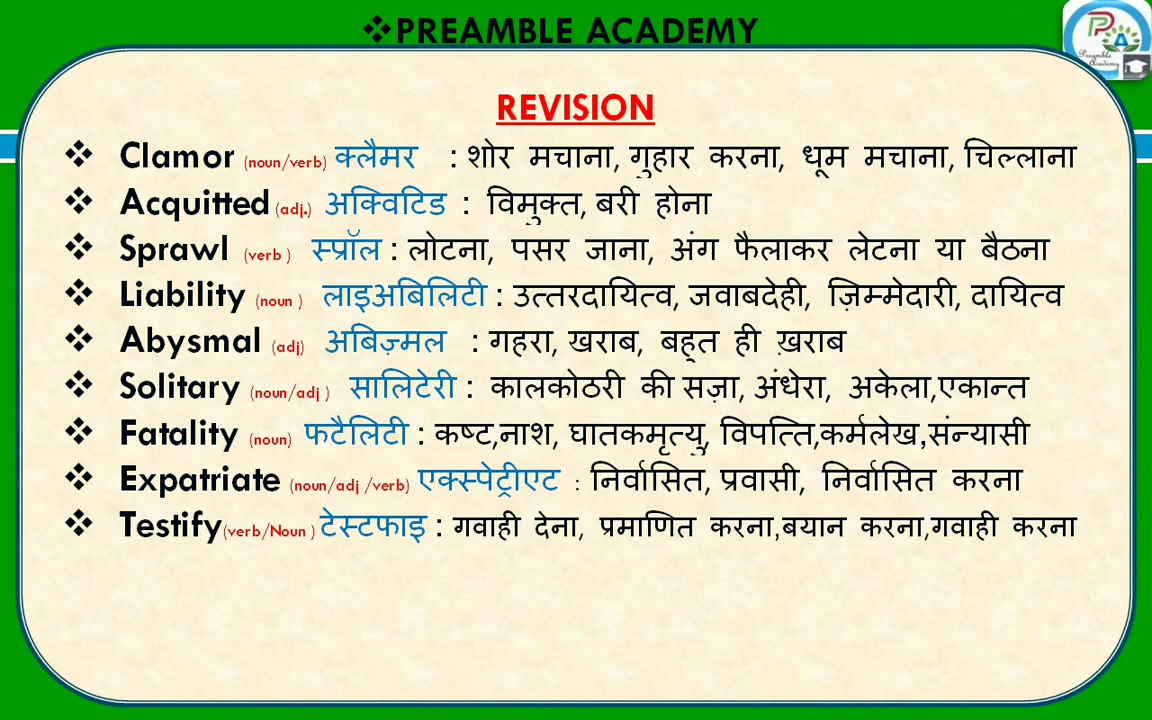 ❖PREAMBLE ACADEMY
Preamble Academy
REVISION
❖ Clamor (noun/verb) क्लैमर : शोर मचाना, गुहार करना, धूम मचाना, चिल्लाना
❖ Acquitted (adj.) अक्विटिड : विमुक्त, बरी होना
❖ Sprawl (verb ) स्प्रॉल : लोटना, पसर जाना, अंग फैलाकर लेटना या बैठना
❖ Liability (noun ) लाइअबिलिटी : उत्तरदायित्व, जवाबदेही, ज़िम्मेदारी, दायित्व
❖ Abysmal (adj) अबिज़्मल : गहरा, खराब, बहुत ही ख़राब
❖ Solitary (noun/adj ) सालिटेरी : कालकोठरी की सज़ा, अंधेरा, अकेला,एकान्त
❖ Fatality (noun) फटैलिटी : कष्ट,नाश, घातकमृत्यु, विपत्ति,कर्मलेख,संन्यासी
❖ Expatriate (noun/adj /verb) एक्स्पेट्रीएट : निर्वासित, प्रवासी, निर्वासित करना
❖ Testify(verb/Noun ) टेस्टफाइ : गवाही देना, प्रमाणित करना,बयान करना,गवाही करना